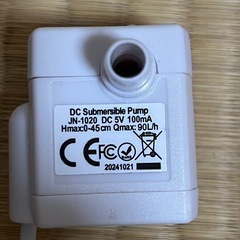 DC Submersible Pump
JN-1020 DC 5V 100mA
Hmax:0-45cm Qmax: 90L/h
CE FC
20241021